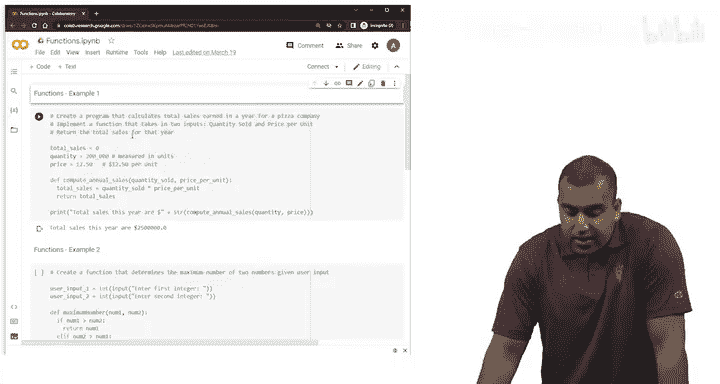 Functions.ipynb - Colaboratory
Incognito (2)
Functions.ipynb
File Edit View Insert Runtime Tools Help Last edited on March 19
Comment Share A
+ Code + Text
Connect Editing
Functions - Example 1
# Create a program that calculates total sales earned in a year for a pizza company
# Implement a function that takes in two inputs: Quantity Sold and Price per Unit
# Return the total sales for that year
total_sales = 0
quantity = 200_000 # measured in units
price = 12.50 # $12.50 per unit
def compute_annual_sales(quantity_sold, price_per_unit):
total_sales = quantity_sold * price_per_unit
return total_sales
print("Total sales this year are $" + str(compute_annual_sales(quantity, price)))
Total sales this year are $2500000.0
Functions - Example 2
[ ] # Create a function that determines the maximum number of two numbers given user input
user_input_1 = int(input("Enter first integer: "))
user_input_2 = int(input("Enter second integer: "))
def maximumNumber(num1, num2):
if num1 > num2:
return num1
elif num2 > num1: